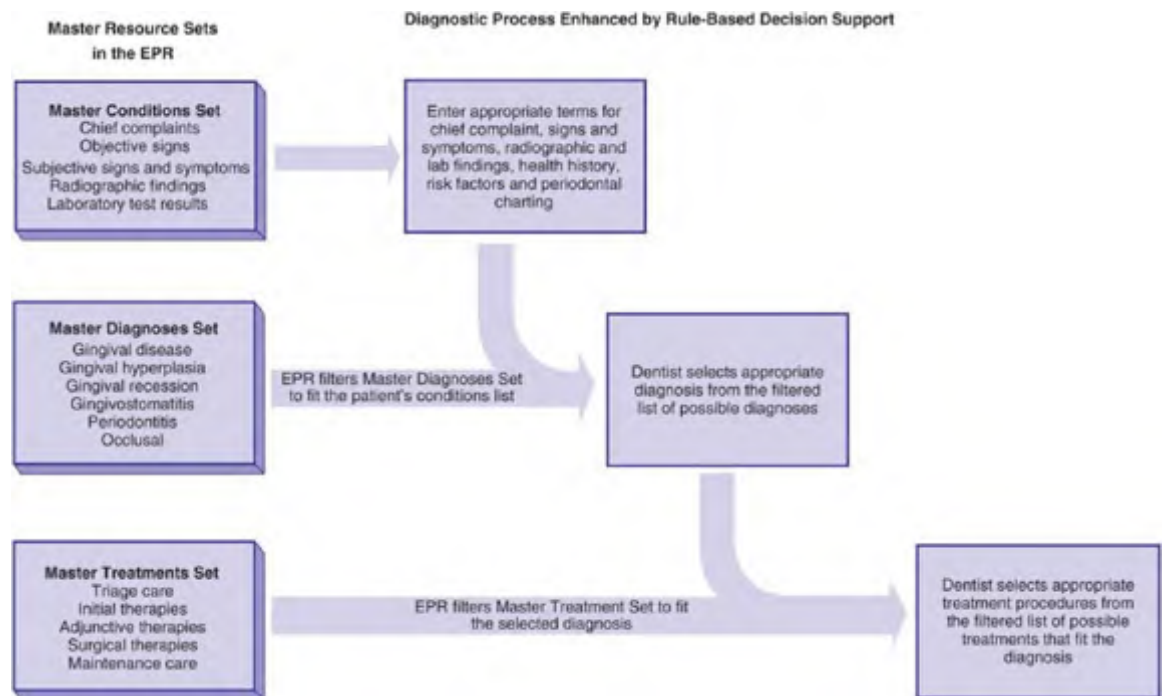 Master Resource Sets
in the EPR
Diagnostic Process Enhanced by Rule-Based Decision Support
Master Conditions Set
Chief complaints
Objective signs
Subjective signs and symptoms
Radiographic findings
Laboratory test results
Enter appropriate terms for
chief complaint, signs and
symptoms, radiographic and
lab findings, health history,
risk factors and periodontal
charting
Master Diagnoses Set
Gingival disease
Gingival hyperplasia
Gingival recession
Gingivostomatitis
Periodontitis
Occlusal
EPR filters Master Diagnoses Set
to fit the patient's conditions list
Dentist selects appropriate
diagnosis from the filtered
list of possible diagnoses
Master Treatments Set
Triage care
Initial therapies
Adjunctive therapies
Surgical therapies
Maintenance care
EPR filters Master Treatment Set to fit
the selected diagnosis
Dentist selects appropriate
treatment procedures from
the filtered list of possible
treatments that fit the
diagnosis